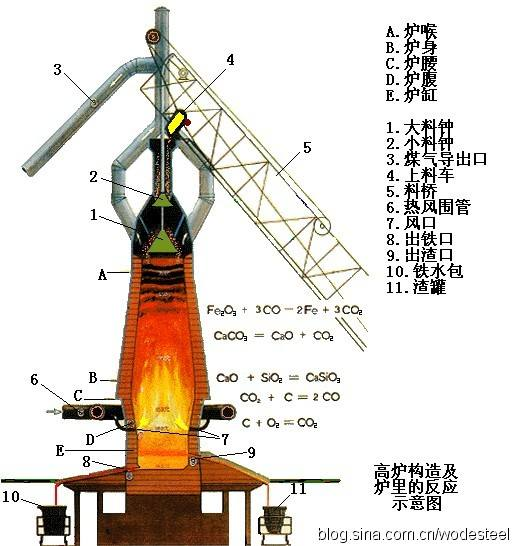 A.炉喉
B.炉身
C.炉腰
D.炉腹
E.炉缸
1.大料钟
2.小料钟
3.煤气导出口
4.上料车
5.料桥
6.热风围管
7.风口
8.出铁口
9.出渣口
10.铁水包
11.渣罐
3
4
5
2
1
A
Fe₂O₃ + 3CO — 2Fe + 3CO₂
CaCO₃ = CaO + CO₂
B
CaO + SiO₂ = CaSiO₃
C
CO₂ + C = 2 CO
6
C + O₂ = CO₂
D
7
E
9
8
10
11
高炉构造及
炉里的反应
示意图
blog.sina.com.cn/wodesteel